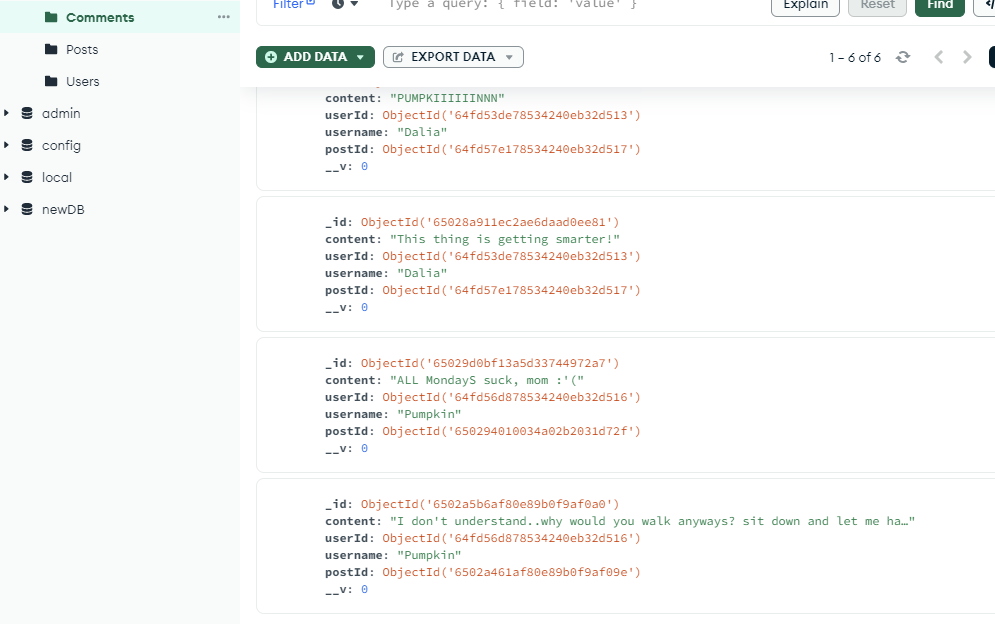 Comments
Posts
Users
admin
config
local
newDB
Filter
Type a query: { field: 'value' }
Explain
Reset
Find
ADD DATA
EXPORT DATA
1 – 6 of 6
content: "PUMPKIIIIIINNN"
userId: ObjectId('64fd53de78534240eb32d513')
username: "Dalia"
postId: ObjectId('64fd57e178534240eb32d517')
__v: 0
_id: ObjectId('65028a911ec2ae6daad0ee81')
content: "This thing is getting smarter!"
userId: ObjectId('64fd53de78534240eb32d513')
username: "Dalia"
postId: ObjectId('64fd57e178534240eb32d517')
__v: 0
_id: ObjectId('65029d0bf13a5d33744972a7')
content: "ALL MondayS suck, mom :'("
userId: ObjectId('64fd56d878534240eb32d516')
username: "Pumpkin"
postId: ObjectId('650294010034a02b2031d72f')
__v: 0
_id: ObjectId('6502a5b6af80e89b0f9af0a0')
content: "I don't understand..why would you walk anyways? sit down and let me ha…"
userId: ObjectId('64fd56d878534240eb32d516')
username: "Pumpkin"
postId: ObjectId('6502a461af80e89b0f9af09e')
__v: 0